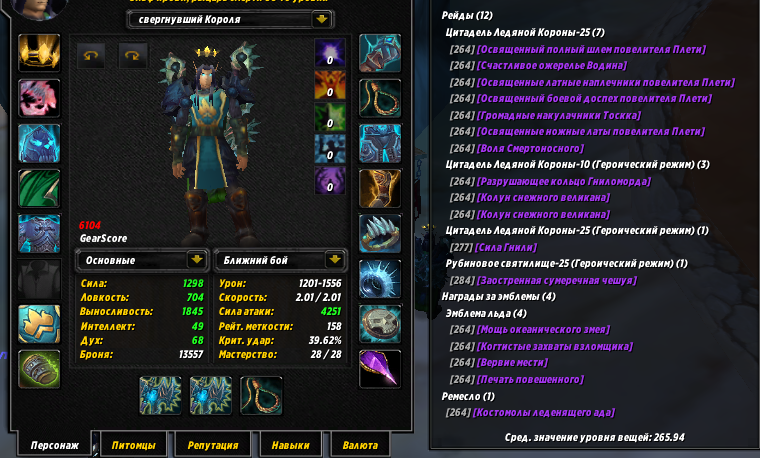 свергнувший Короля
0
0
0
0
0
6104
GearScore
Основные
Ближний бой
Сила: 1298
Ловкость: 704
Выносливость: 1845
Интеллект: 49
Дух: 68
Броня: 13557
Урон: 1201-1556
Скорость: 2.01 / 2.01
Сила атаки: 4251
Рейт. меткости: 158
Крит. удар: 39.62%
Мастерство: 28 / 28
Персонаж
Питомцы
Репутация
Навыки
Валюта
Рейды (12)
Цитадель Ледяной Короны-25 (7)
[264] [Освященный полный шлем повелителя Плети]
[264] [Счастливое ожерелье Водина]
[264] [Освященные латные наплечники повелителя Плети]
[264] [Освященный боевой доспех повелителя Плети]
[264] [Громадные накулачники Тоскка]
[264] [Освященные ножные латы повелителя Плети]
[264] [Воля Смертоносного]
Цитадель Ледяной Короны-10 (Героический режим) (3)
[264] [Разрушающее кольцо Гниломорда]
[264] [Колун снежного великана]
[264] [Колун снежного великана]
Цитадель Ледяной Короны-25 (Героический режим) (1)
[277] [Сила Гнили]
Рубиновое святилище-25 (Героический режим) (1)
[284] [Заостренная сумеречная чешуя]
Награды за эмблемы (4)
Эмблема льда (4)
[264] [Мощь океанического змея]
[264] [Когтистые захваты взломщика]
[264] [Вервие мести]
[264] [Печать повешенного]
Ремесло (1)
[264] [Костомолы леденящего ада]
Сред. значение уровня вещей: 265.94